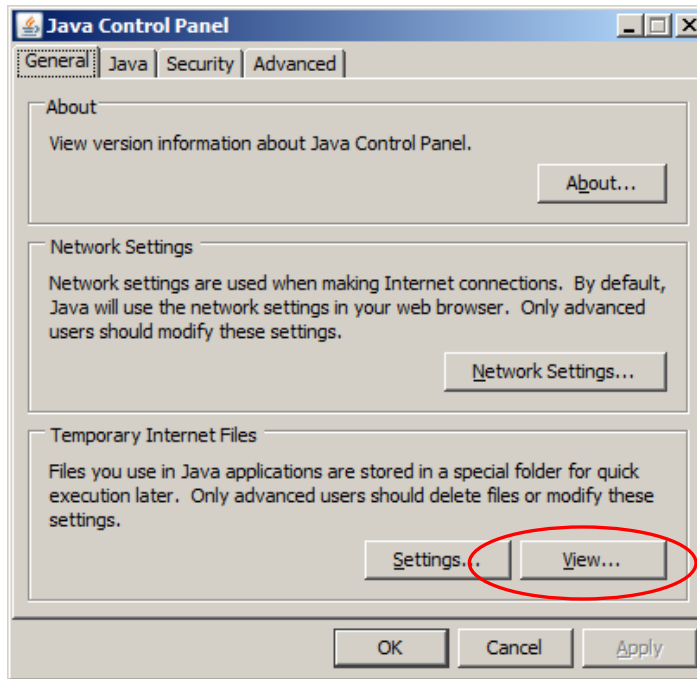 Java Control Panel
General Java Security Advanced
About
View version information about Java Control Panel.
About...
Network Settings
Network settings are used when making Internet connections.  By default,
Java will use the network settings in your web browser.  Only advanced
users should modify these settings.
Network Settings...
Temporary Internet Files
Files you use in Java applications are stored in a special folder for quick
execution later.  Only advanced users should delete files or modify these
settings.
Settings... View...
OK Cancel Apply